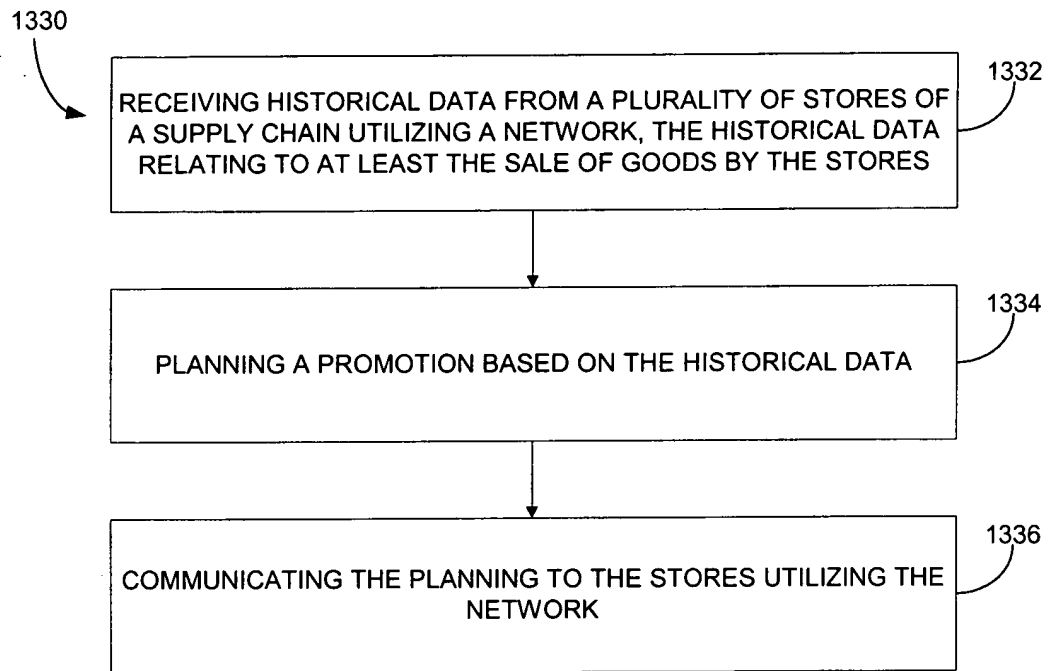 1330
1332
RECEIVING HISTORICAL DATA FROM A PLURALITY OF STORES OF
A SUPPLY CHAIN UTILIZING A NETWORK, THE HISTORICAL DATA
RELATING TO AT LEAST THE SALE OF GOODS BY THE STORES
1334
PLANNING A PROMOTION BASED ON THE HISTORICAL DATA
1336
COMMUNICATING THE PLANNING TO THE STORES UTILIZING THE
NETWORK